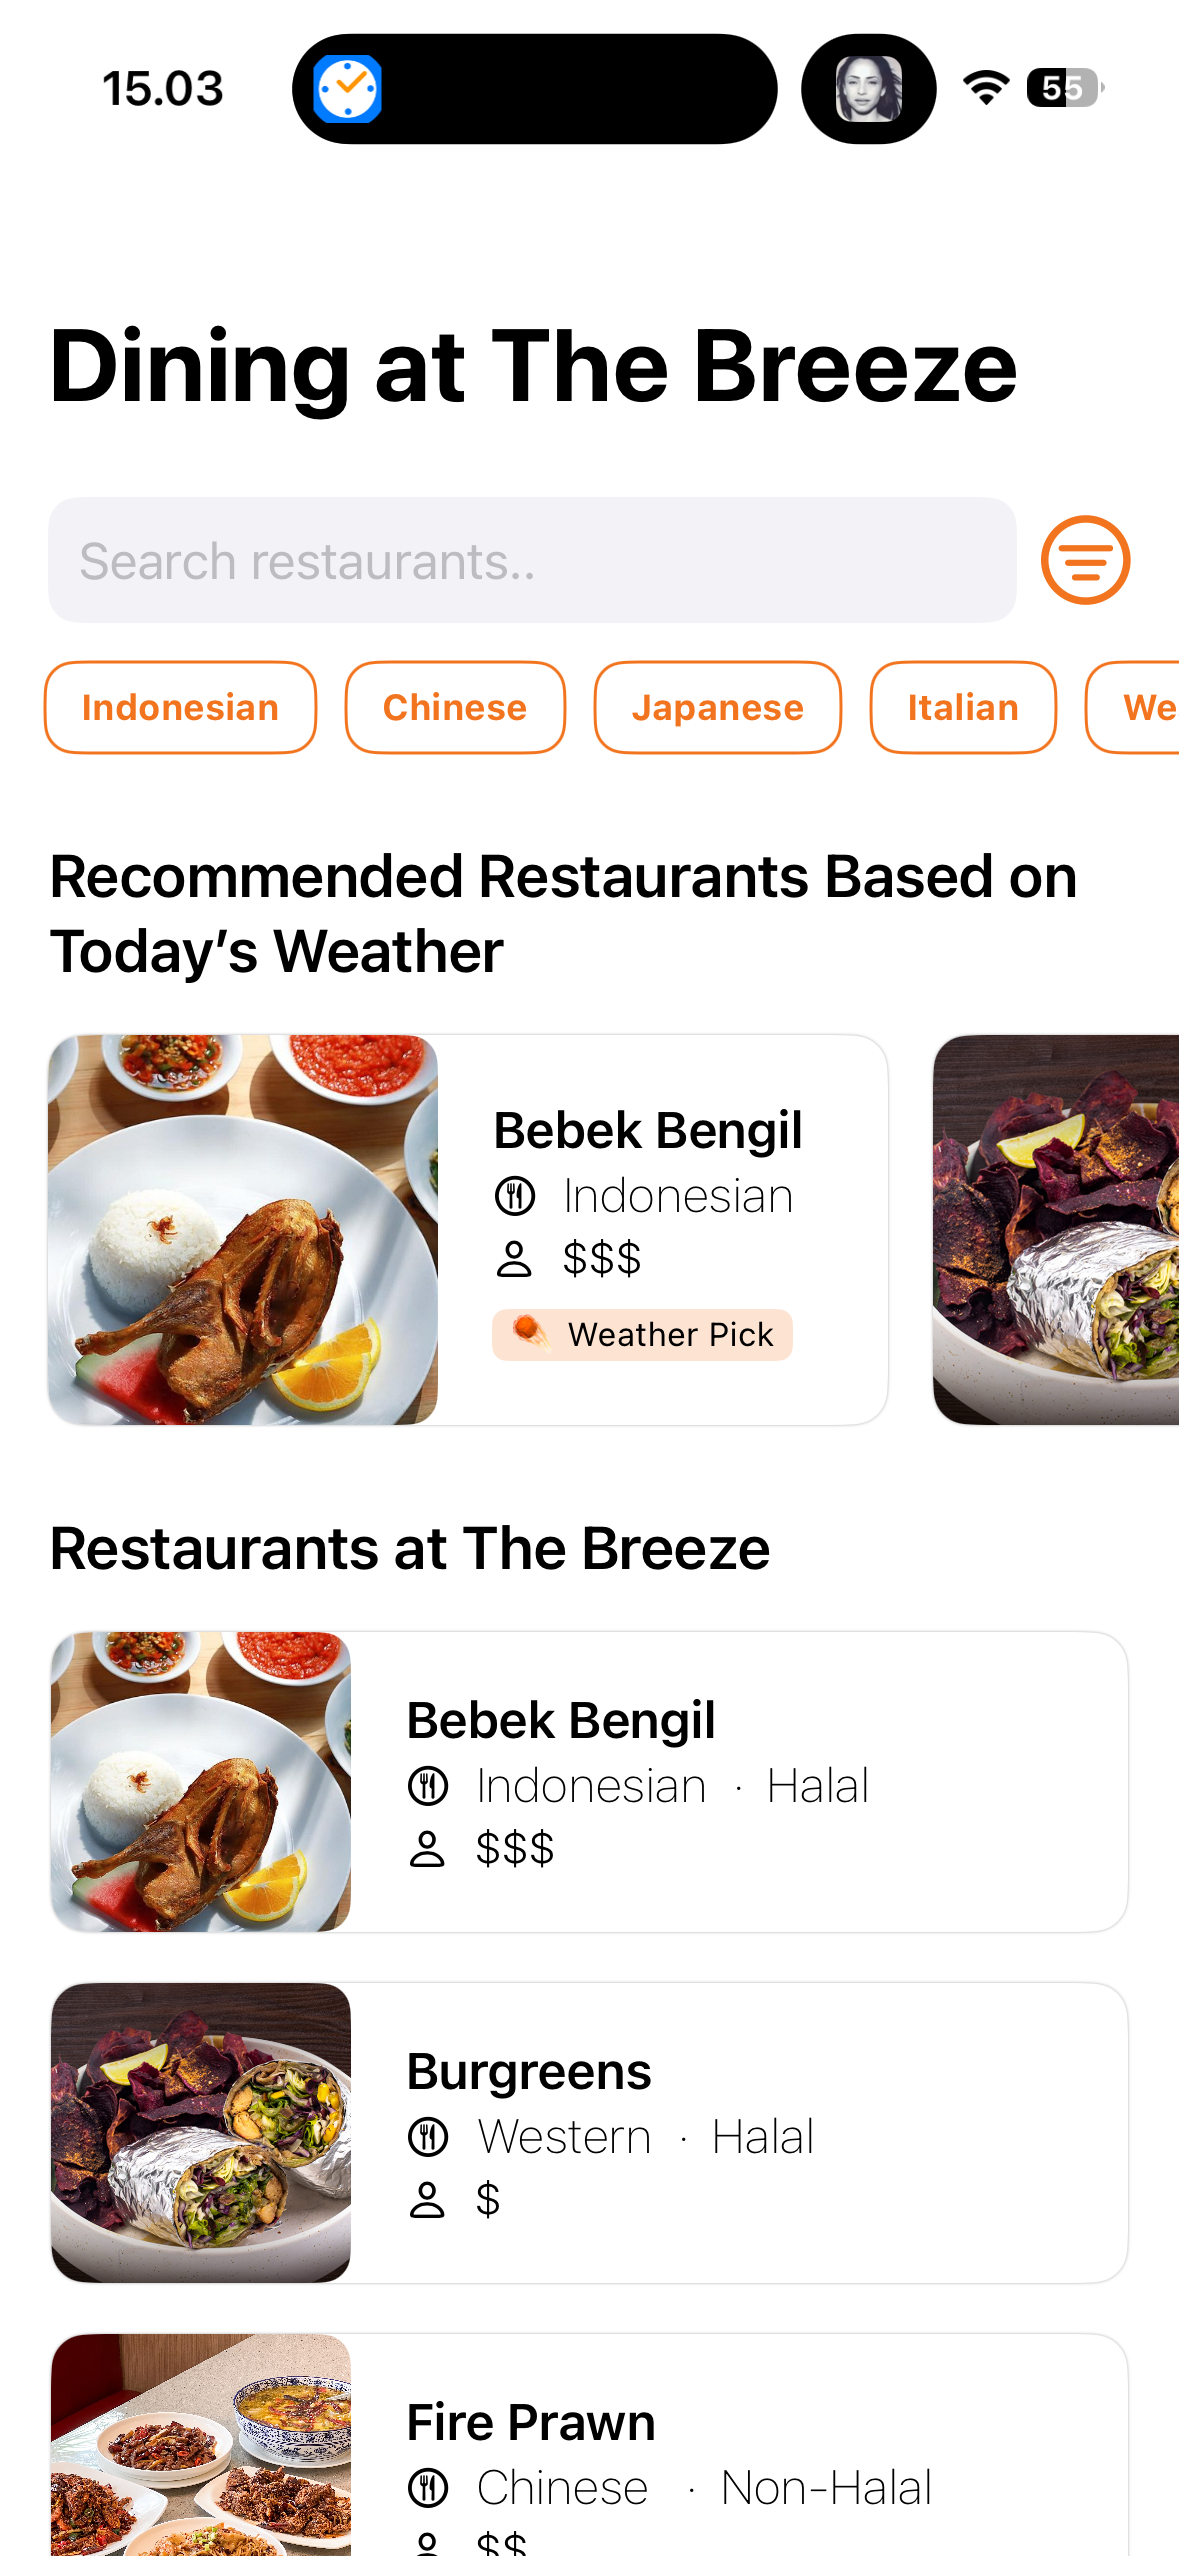 15.03
55
Dining at The Breeze
Search restaurants..
Indonesian
Chinese
Japanese
Italian
We
Recommended Restaurants Based on
Today’s Weather
Bebek Bengil
Indonesian
$$$
Weather Pick
Restaurants at The Breeze
Bebek Bengil
Indonesian · Halal
$$$
Burgreens
Western · Halal
$
Fire Prawn
Chinese · Non-Halal
$$